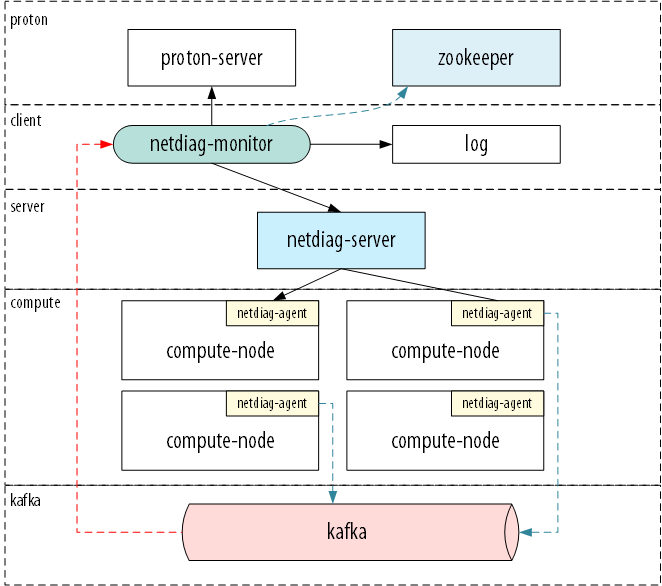 proton
proton-server
zookeeper
client
netdiag-monitor
log
server
netdiag-server
compute
netdiag-agent
compute-node
netdiag-agent
compute-node
netdiag-agent
compute-node
netdiag-agent
compute-node
kafka
kafka